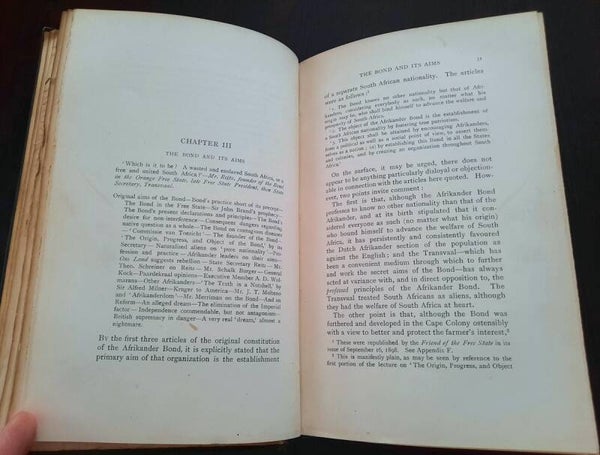 CHAPTER III
THE BOND AND ITS AIMS
'Which is it to be? A wasted and enslaved South Africa, or a
free and united South Africa?'—Mr. Reitz, founder of the Bond
in the Orange Free State, late Free State President, then State
Secretary, Transvaal.
Original aims of the Bond—Bond's practice short of its precept—
The Bond in the Free State—Sir John Brand's prophecy—
The Bond's present declarations and principles—The Bond's
desire for non-interference—Consequent dangers regarding
native question as a whole—The Bond on contagious diseases
—'Commissie van Toezicht'—The founder of the Bond—
'The Origin, Progress, and Object of the Bond,' by its
Secretary—Naturalised aliens on 'pure nationality'—Pro-
fession and practice—Afrikander leaders on their aims—
Ons Land suggests rebellion—State Secretary Reitz—Mr.
Theo. Schreiner on Reitz—Mr. Schalk Burger—General
Kock—Paardekraal opinions—Executive Member A. D. Wol-
marans—Other Afrikanders—'The Truth in a Nutshell,' by
Sir Alfred Milner—Kruger to America—Mr. J. T. Molteno
and 'Afrikanderdom'—Mr. Merriman on the Bond—And on
Reform—An alleged dream—The elimination of the Imperial
Factor—Independence commendable, but not antagonism—
British supremacy in danger—A very real 'dream,' almost a
nightmare.
By the first three articles of the original constitution
of the Afrikander Bond, it is explicitly stated that the
primary aim of that organization is the establishment
THE BOND AND ITS AIMS
31
of a separate South African nationality. The articles
state as follows:¹
'1. The Bond knows no other nationality but that of Afri-
kanders, considering everybody as such, no matter what his
origin may be, who shall bind himself to advance the welfare and
prosperity of South Africa.
'2. The object of the Afrikander Bond is the establishment of
a South African nationality by fostering true patriotism.
'3. This object shall be attained by encouraging Afrikanders,
from a political as well as a social point of view, to assert them-
selves as a nation: (a) by establishing this Bond in all the States
and colonies, and by creating an organization throughout South
Africa.'
On the surface, it may be urged, there does not
appear to be anything particularly disloyal or objection-
able in connection with the articles here quoted. How-
ever, two points invite comment:
The first is that, although the Afrikander Bond
professes to know no other nationality than that of the
Afrikander, and at its birth stipulated that it con-
sidered everyone as such (no matter what his origin)
who bound himself to advance the welfare of South
Africa, it has persistently and consistently favoured
the Dutch Afrikander section of the population as
against the English; and the Transvaal—which has
been a convenient medium through which to further
and work the secret aims of the Bond—has always
acted at variance with, and in direct opposition to, the
professed principles of the Afrikander Bond. The
Transvaal treated South Africans as aliens, although
they had the welfare of South Africa at heart.
The other point is that, although the Bond was
furthered and developed in the Cape Colony ostensibly
with a view to better and protect the farmer's interest,²
¹ These were republished by the Friend of the Free State in its
issue of September 16, 1898. See Appendix F.
² This is manifestly plain, as may be seen by reference to the
first portion of the lecture on 'The Origin, Progress, and Object